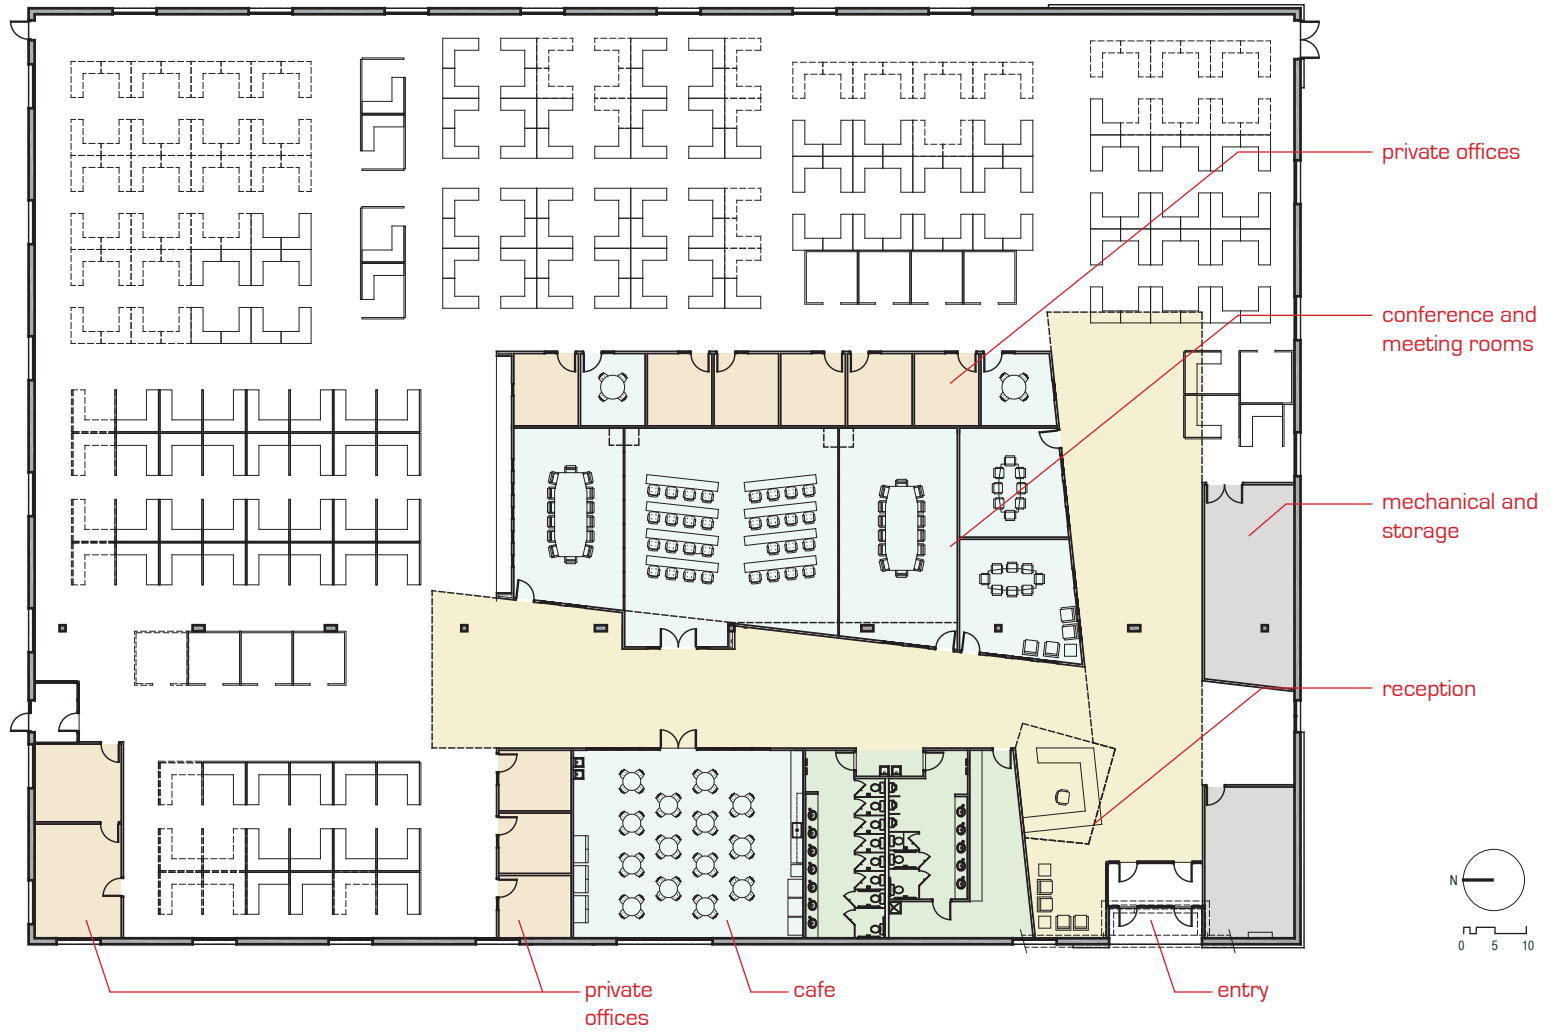 private offices
conference and
meeting rooms
mechanical and
storage
reception
N
0 5 10
private
offices
cafe
entry